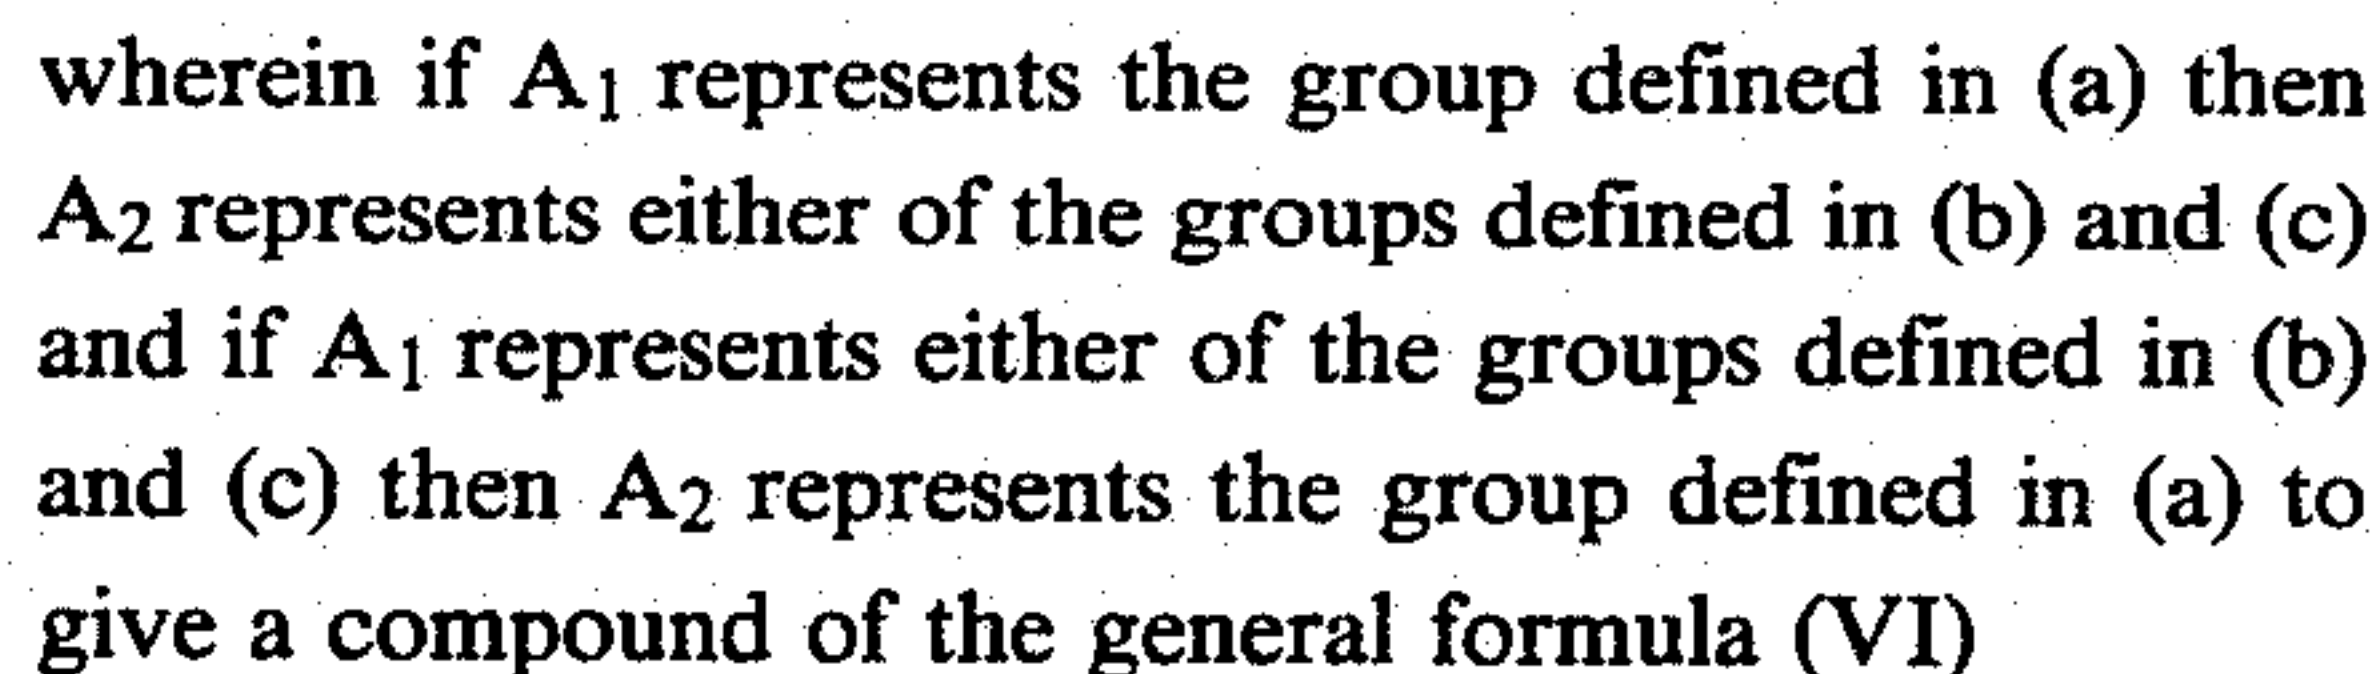 wherein if A1 represents the group defined in (a) then
A2 represents either of the groups defined in (b) and (c)
and if A1 represents either of the groups defined in (b)
and (c) then A2 represents the group defined in (a) to
give a compound of the general formula (VI)